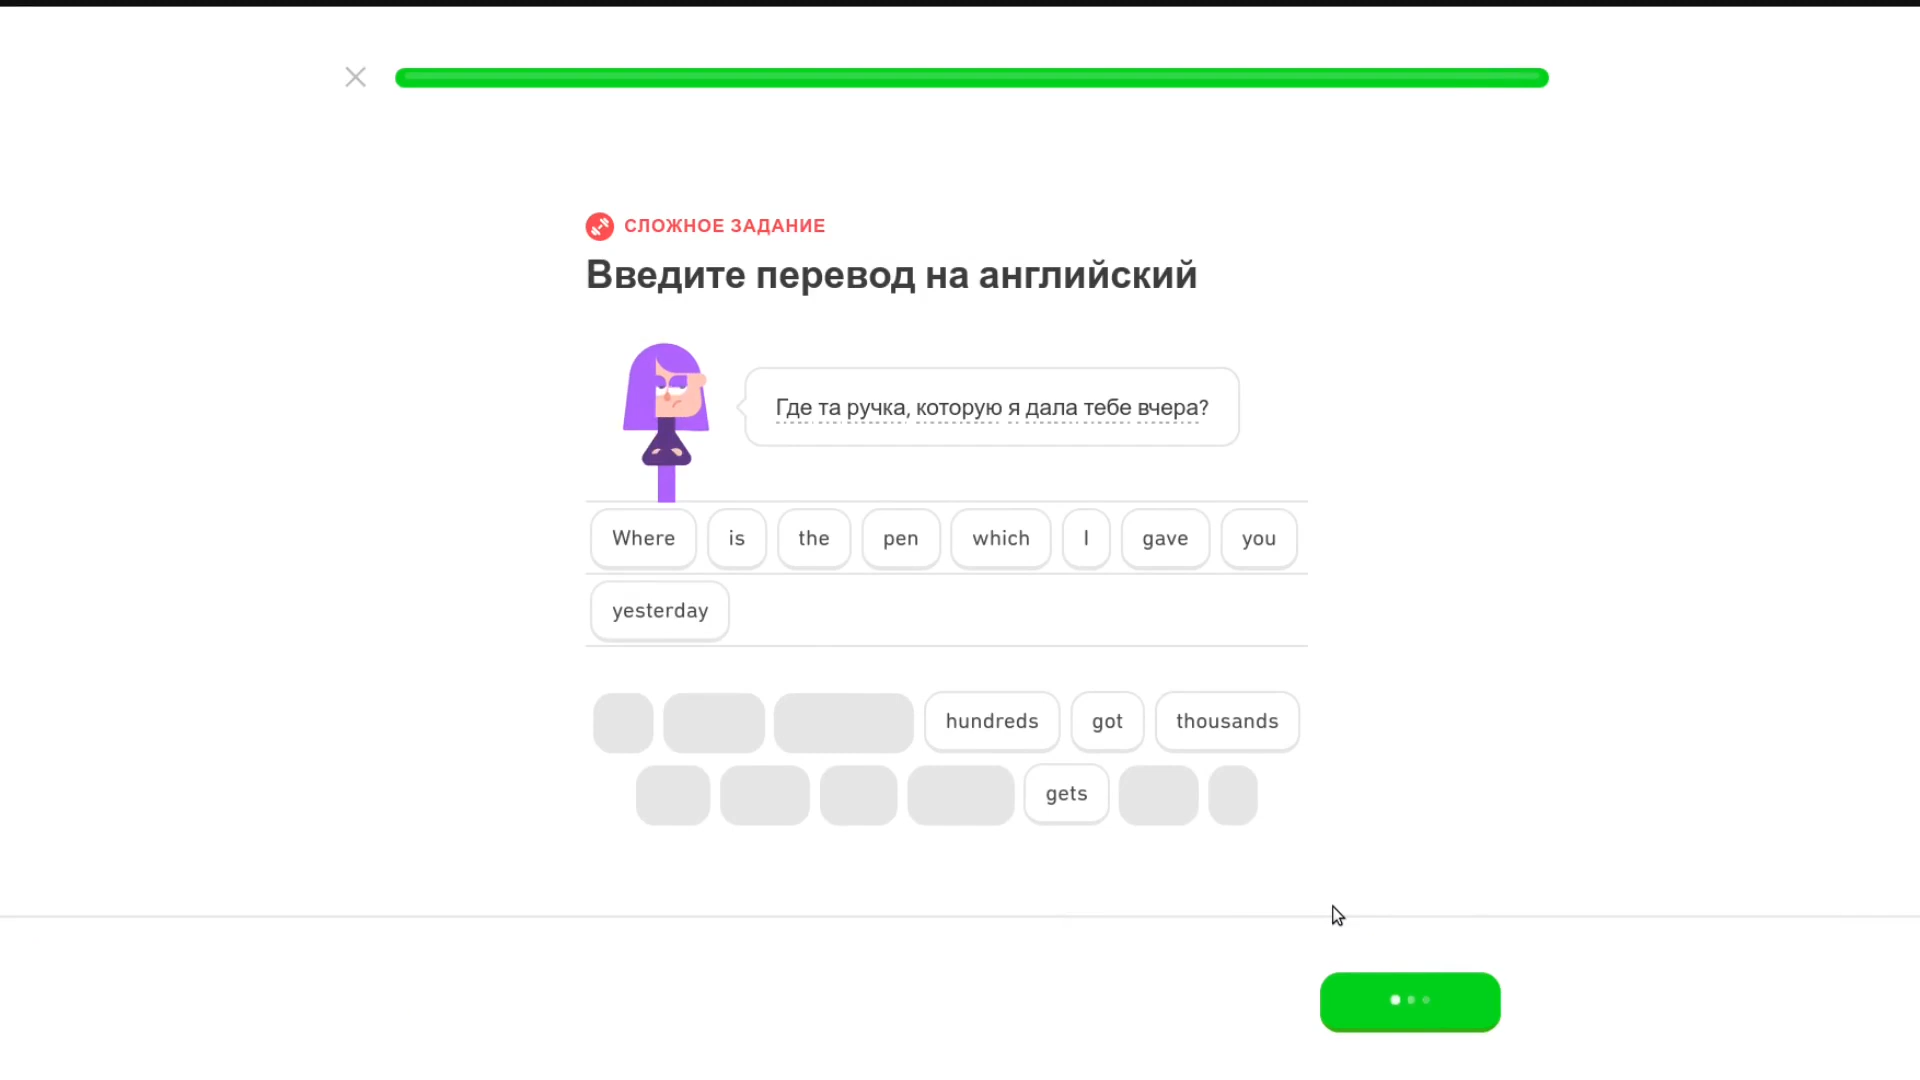 СЛОЖНОЕ ЗАДАНИЕ
Введите перевод на английский
Где та ручка, которую я дала тебе вчера?
Where is the pen which I gave you
yesterday
hundreds got thousands
gets